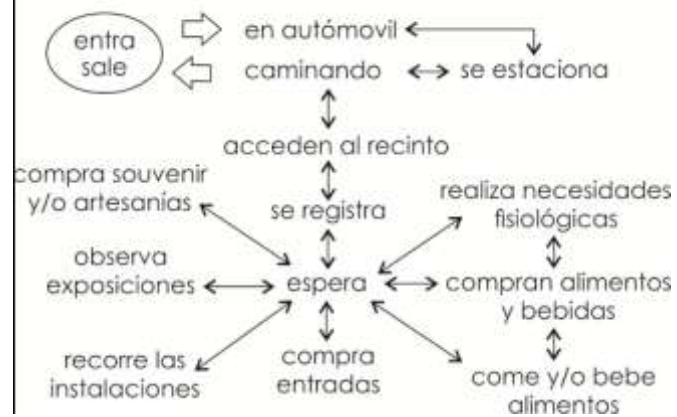 entra
sale
en autómovil
caminando
se estaciona
acceden al recinto
compra souvenir
y/o artesanías
se registra
realiza necesidades
fisiológicas
observa
exposiciones
espera
compran alimentos
y bebidas
recorre las
instalaciones
compra
entradas
come y/o bebe
alimentos